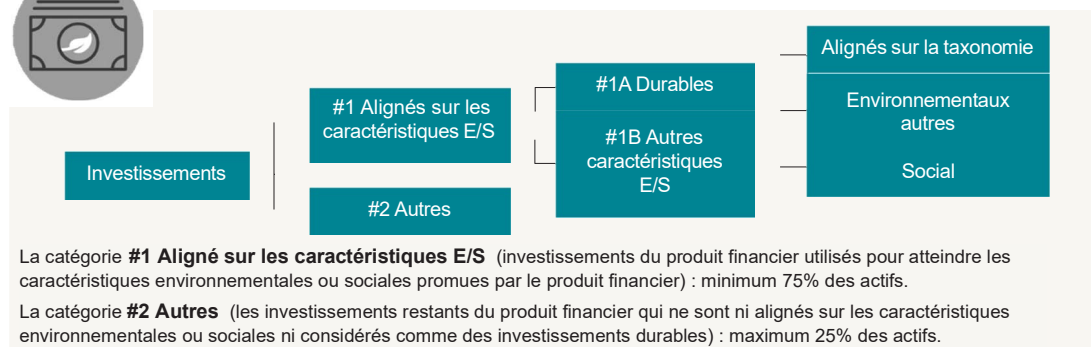 Investissements
#1 Alignés sur les
caractéristiques E/S
#2 Autres
#1A Durables
#1B Autres
caractéristiques
E/S
Alignés sur la taxonomie
Environnementaux
autres
Social
La catégorie #1 Aligné sur les caractéristiques E/S (investissements du produit financier utilisés pour atteindre les
caractéristiques environnementales ou sociales promues par le produit financier) : minimum 75% des actifs.
La catégorie #2 Autres (les investissements restants du produit financier qui ne sont ni alignés sur les caractéristiques
environnementales ou sociales ni considérés comme des investissements durables) : maximum 25% des actifs.